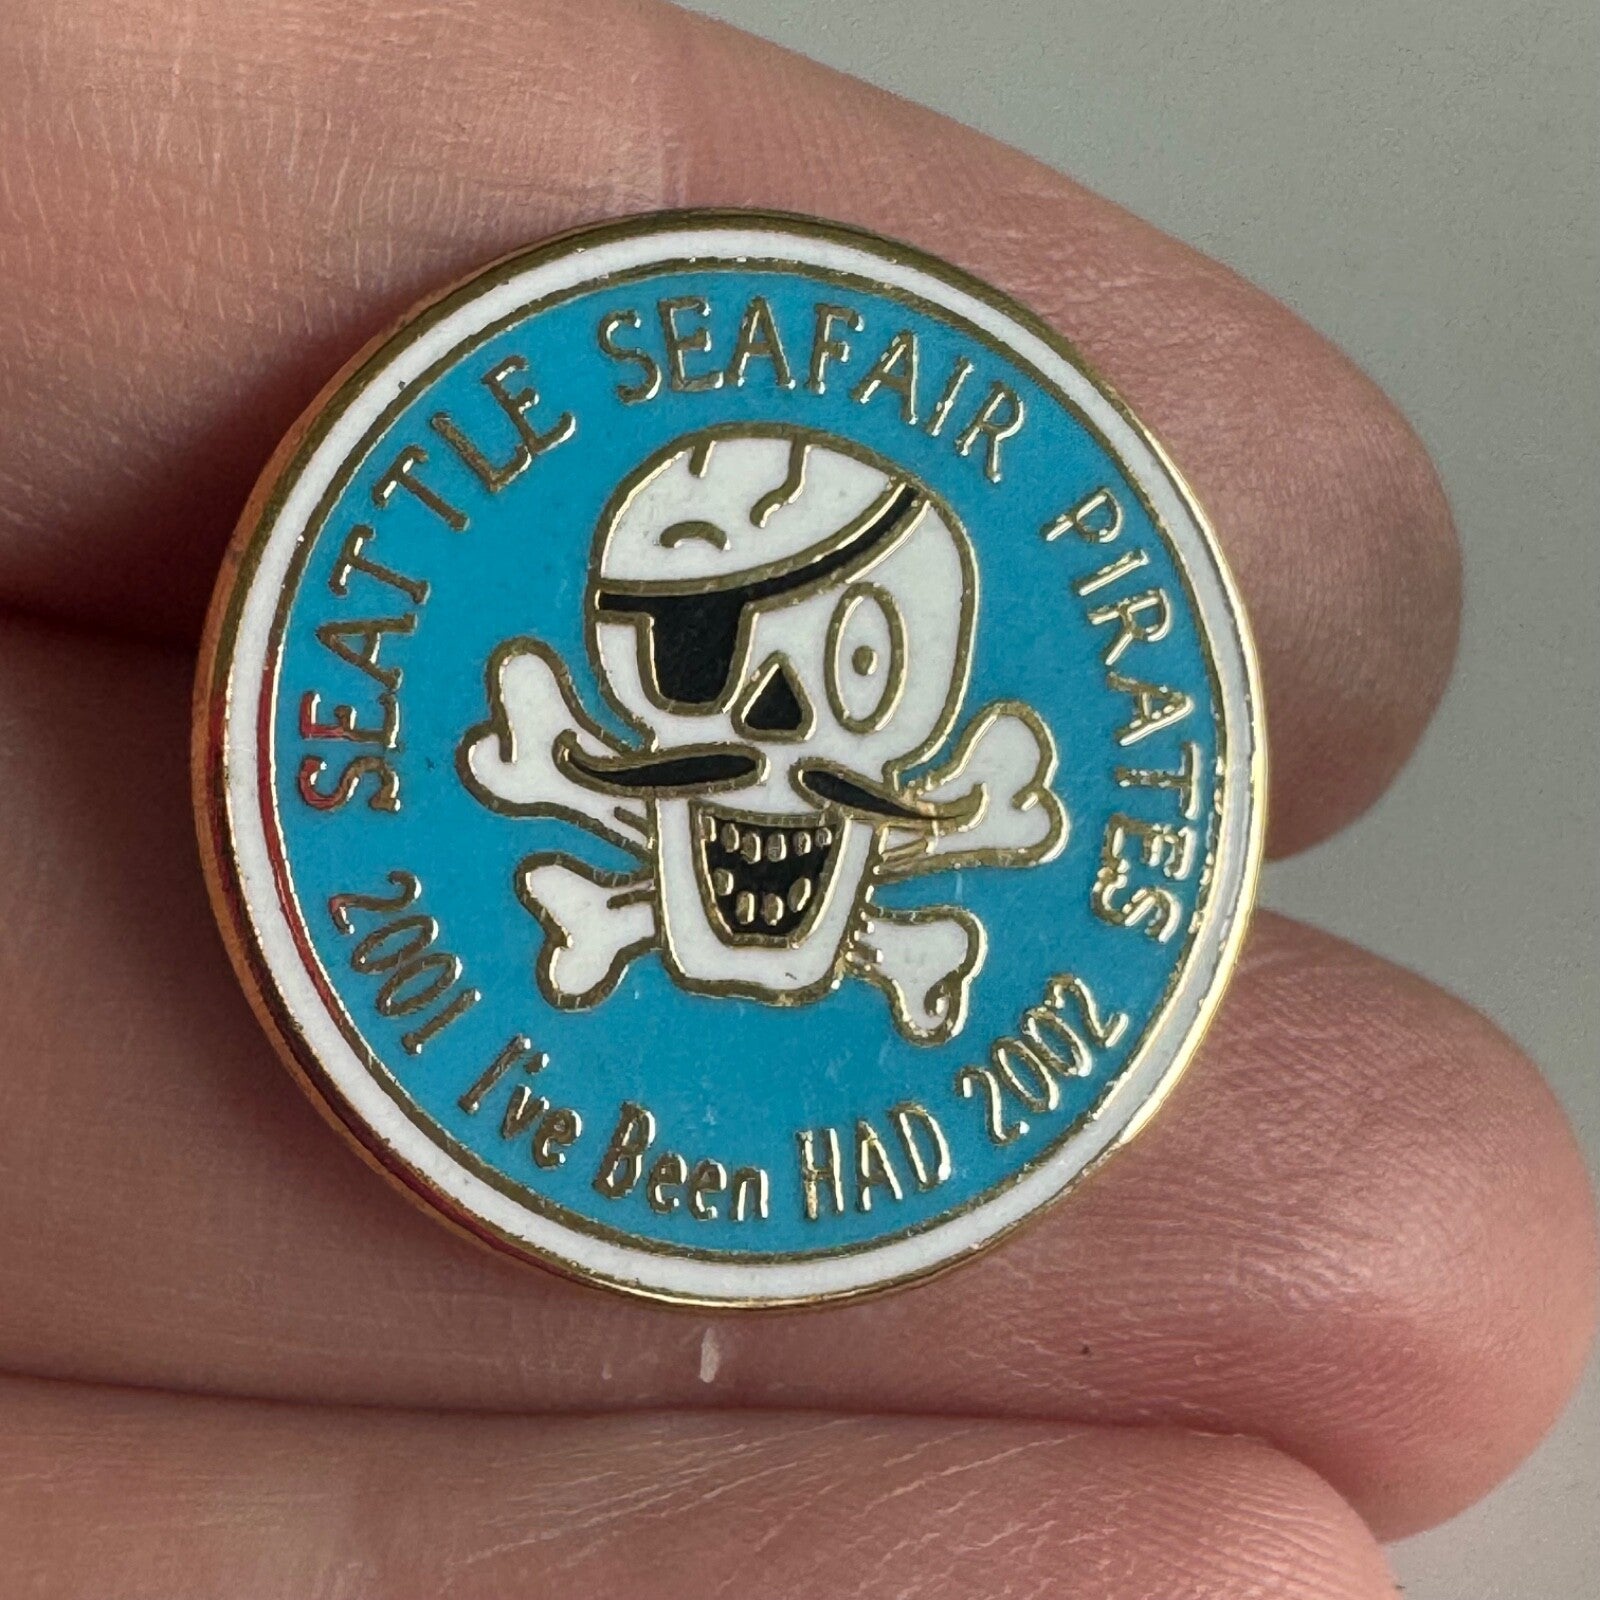 SEATTLE SEAFAIR PIRATES
2001 I've Been HAD 2002